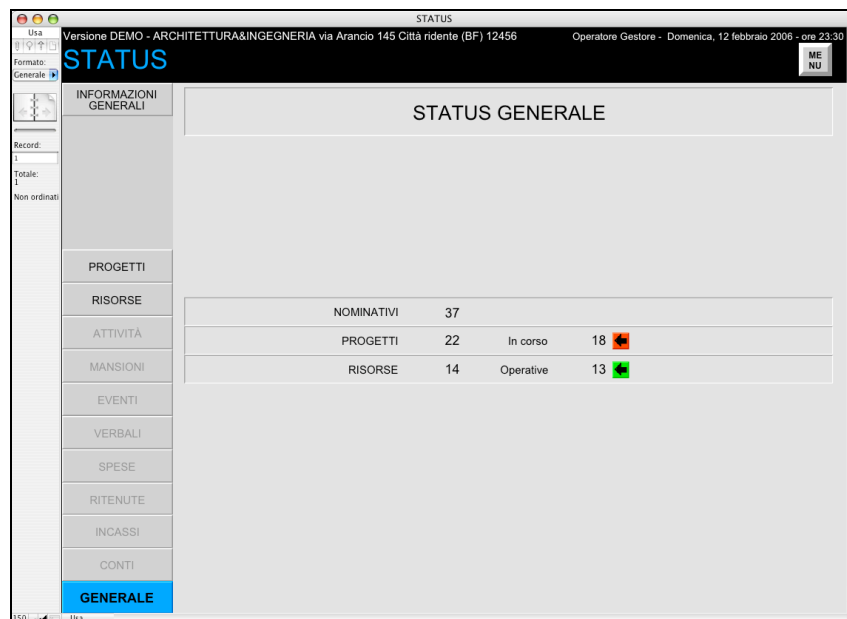 STATUS
Usa
Versione DEMO - ARCHITETTURA&INGEGNERIA via Arancio 145 Città ridente (BF) 12456
Operatore Gestore - Domenica, 12 febbraio 2006 - ore 23:30
Formato:
Generale
STATUS
ME
NU
INFORMAZIONI
GENERALI
STATUS GENERALE
Record:
1
Totale:
1
Non ordinati
PROGETTI
RISORSE
ATTIVITÀ
MANSIONI
EVENTI
VERBALI
SPESE
RITENUTE
INCASSI
CONTI
GENERALE
NOMINATIVI 37
PROGETTI 22 In corso 18
RISORSE 14 Operative 13
150
Usa